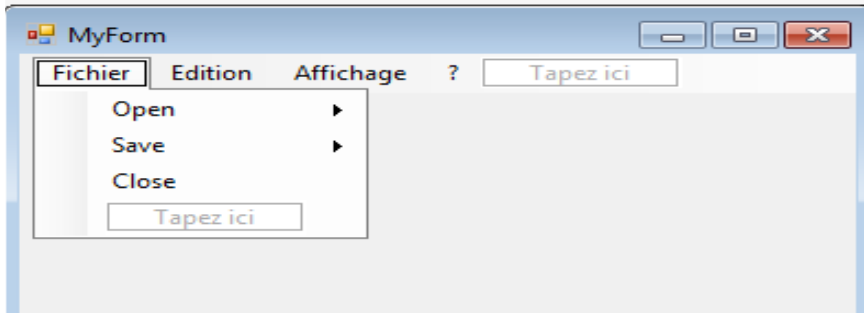 MyForm
Fichier Edition Affichage ? Tapez ici
Open
Save
Close
Tapez ici